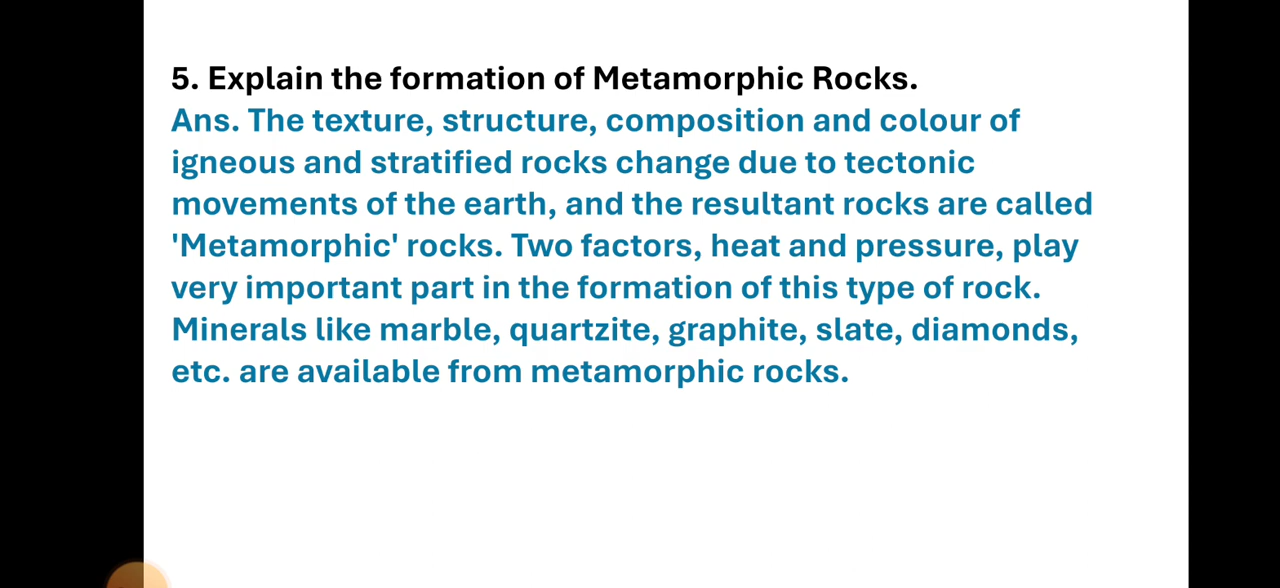 5. Explain the formation of Metamorphic Rocks.
Ans. The texture, structure, composition and colour of
igneous and stratified rocks change due to tectonic
movements of the earth, and the resultant rocks are called
'Metamorphic' rocks. Two factors, heat and pressure, play
very important part in the formation of this type of rock.
Minerals like marble, quartzite, graphite, slate, diamonds,
etc. are available from metamorphic rocks.